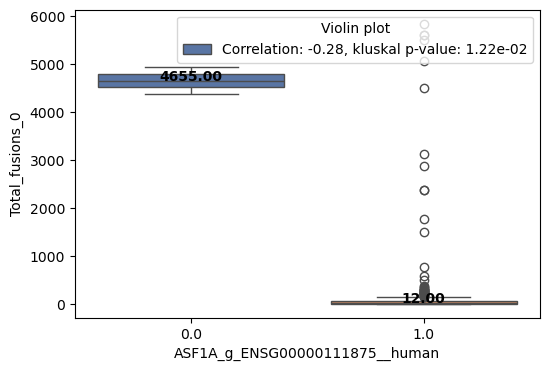 Violin plot
Correlation: -0.28, kluskal p-value: 1.22e-02
6000
5000
4000
3000
2000
1000
0
Total_fusions_0
4655.00
12.00
0.0
1.0
ASF1A_g_ENSG00000111875__human